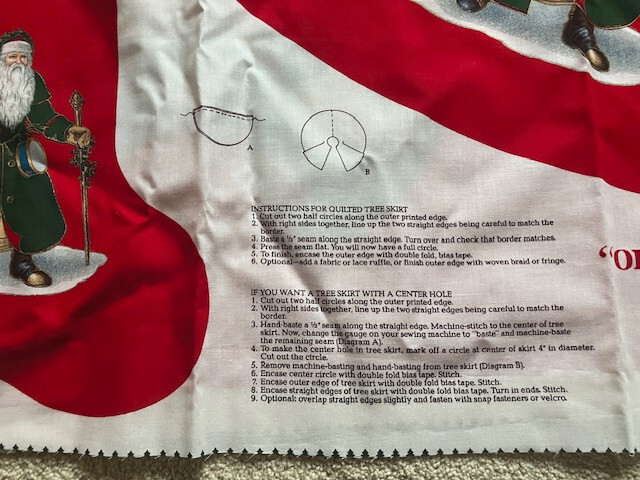 A
B
INSTRUCTIONS FOR QUILTED TREE SKIRT
1. Cut out two half circles along the outer printed edge.
2. With right sides together, line up the two straight edges being careful to match the
border.
3. Baste a ½" seam along the straight edge. Turn over and check that border matches.
4. Press the seam flat. You will now have a full circle.
5. To finish, encase the outer edge with double fold, bias tape.
6. Optional—add a fabric or lace ruffle, or finish outer edge with woven braid or fringe.
"OL
IF YOU WANT A TREE SKIRT WITH A CENTER HOLE
1. Cut out two half circles along the outer printed edge.
2. With right sides together, line up the two straight edges being careful to match the
border.
3. Hand-baste a ½" seam along the straight edge. Machine-stitch to the center of tree
skirt. Now, change the gauge on your sewing machine to "baste" and machine-baste
the remaining seam (Diagram A).
4. To make the center hole in tree skirt, mark off a circle at center of skirt 4" in diameter.
Cut out the circle.
5. Remove machine-basting and hand-basting from tree skirt (Diagram B).
6. Encase center circle with double fold bias tape. Stitch.
7. Encase outer edge of tree skirt with double fold bias tape. Stitch.
8. Encase straight edges of tree skirt with double fold bias tape. Turn in ends. Stitch.
9. Optional: overlap straight edges slightly and fasten with snap fasteners or velcro.